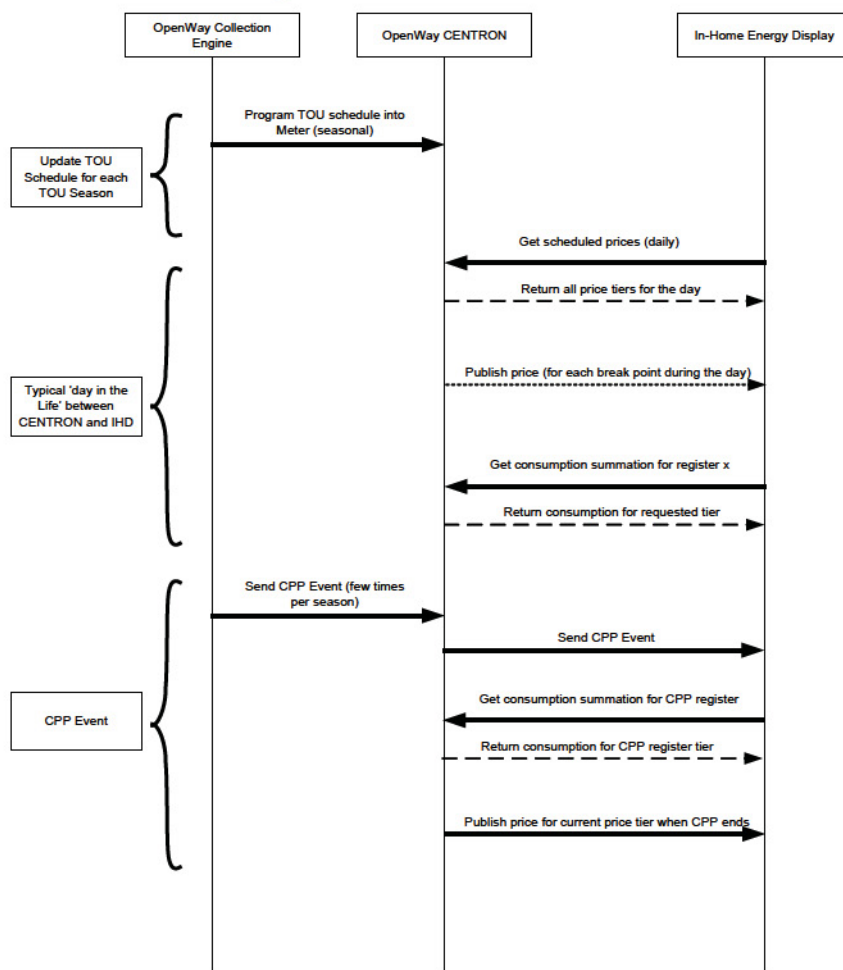 OpenWay Collection
Engine
OpenWay CENTRON
In-Home Energy Display
Program TOU schedule into
Meter (seasonal)
Update TOU
Schedule for each
TOU Season
Get scheduled prices (daily)
Return all price tiers for the day
Publish price (for each break point during the day)
Typical 'day in the
Life' between
CENTRON and IHD
Get consumption summation for register x
Return consumption for requested tier
Send CPP Event (few times
per season)
Send CPP Event
Get consumption summation for CPP register
CPP Event
Return consumption for CPP register tier
Publish price for current price tier when CPP ends